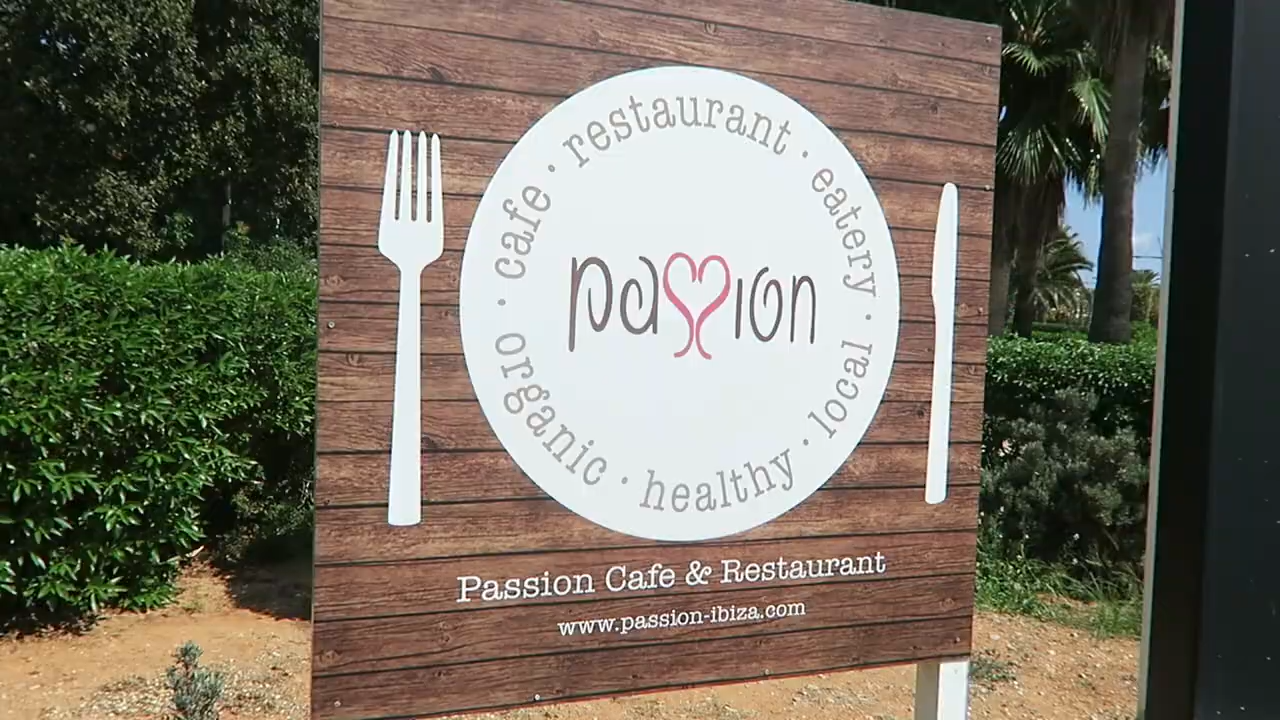 cafe · restaurant · eatery · local · healthy · organic ·
passion
Passion Cafe & Restaurant
www.passion-ibiza.com